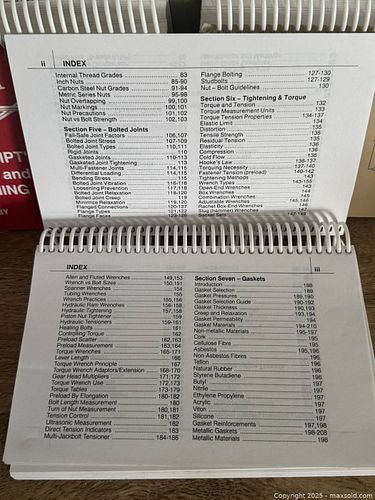 ii INDEX
Internal Thread Grades 83
Inch Nuts 85-90
Carbon Steel Nut Grades 91-94
Metric Series Nuts 95-98
Nut Overlapping 99,100
Nut Markings 100,101
Nut Precautions 101,102
Nut vs Bolt Strength 102,103
Section Five – Bolted Joints
Fail-Safe Joint Factors 106,107
Bolted Joint Stress 107-109
Bolted Joint Types 110,111
Rigid Joints 110
Gasketed Joints 110-113
Gasketed Joint Tightening 111
Multi-Fastener Joints 114,115
Differential Loading 114,115
Bending Stress 115
Bolted Joint Vibration 116-118
Loosening Prevention 117,118
Bolted Joint Relaxation 118-120
Bolted Joint Creep 119
Minimize Relaxation 119,120
Flanged Connections
Flange Types 121,122
Flange Faces
Flange Bolting 127-130
Studbolts 127-129
Nut – Bolt Guidelines 130
Section Six – Tightening & Torque
Torque and Tension 132
Torque Measurement Units 133
Torque Tension Properties 134-137
Elastic Limit 134
Distortion 135
Tensile Strength 135
Residual Tension 135
Elasticity 136
Compression 136
Cold Flow 136
Hooke's Law 136-137
Torquing Necessity 137-140
Fastener Tension (preload) 140-142
Tightening Methods 143
Wrench Types 143-155
Open-End Wrenches 143
Box Wrenches 144
Combination Wrenches 145
Adjustable Wrenches 145,146
Rachet Box-End Wrenches 146
Slug (hammer) Wrenches
INDEX iii
Allen and Fluted Wrenches 149,153
Wrench vs Bolt Sizes 150,151
Spanner Wrenches 154
Tubing Wrenches 155
Wrench Practices 155,156
Hydraulic Ram Wrenches 156-158
Hydraulic Tightening 157,158
Piston Nut Tightener 159
Hydraulic Tensioners 159-161
Heating Bolts 161
Controlling Torque 162
Preload Scatter 162,163
Preload Measurement 163,164
Torque Wrenches 165-171
Lever Length 166
Torque Wrench Principle 167
Torque Wrench Adaptors/Extension 168-170
Gear Head Multipliers 171,172
Torque Wrench Use 172,173
Torque Tables 173-179
Preload By Elongation 180-182
Bolt Length Measurement 180
Turn of Nut Measurement 180,181
Tension Control 181,182
Ultrasonic Measurement 182
Direct Tension Indicators 183
Multi-Jackbolt Tensioner 184-186
Section Seven – Gaskets
Introduction 188
Gasket Selection 188
Gasket Pressures 189,190
Gasket Selection Guide 190-192
Gasket Thickness 190,193
Creep and Relaxation 193,194
Gasket Permeability 194
Gasket Materials 194-210
Non-metallic Materials 195-197
Cork 195
Cellulose Fibre 195
Asbestos 195,196
Non-Asbestos Fibres 196
Teflon 196
Natural Rubber 196
Styrene Butadiene 196
Butyl 197
Nitrile 197
Ethylene Propylene 197
Acrylic 197
Viton 197
Silicone 197
Gasket Reinforcements 197,198
Metallic Gaskets 198-208
Metallic Materials 198
Copyright 2025 - maxsold.com